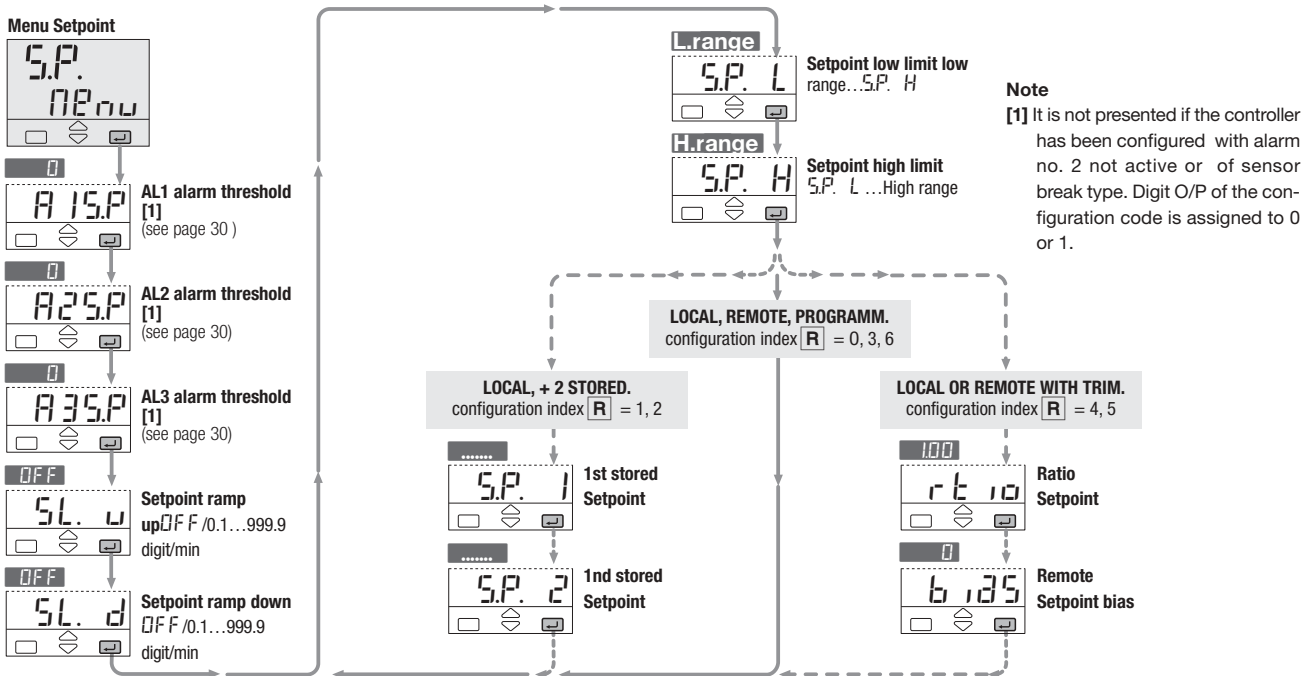 Menu Setpoint
S.P.
MEnu
0
A1S.P
AL1 alarm threshold
[1]
(see page 30 )
0
A2S.P
AL2 alarm threshold
[1]
(see page 30)
0
A3S.P
AL3 alarm threshold
[1]
(see page 30)
OFF
SL. u
Setpoint ramp
upOFF/0.1…999.9
digit/min
OFF
SL. d
Setpoint ramp down
OFF/0.1…999.9
digit/min
L.range
S.P. L
Setpoint low limit low
range…S.P. H
H.range
S.P. H
Setpoint high limit
S.P. L …High range
Note
[1] It is not presented if the controller
has been configured with alarm
no. 2 not active or of sensor
break type. Digit O/P of the con-
figuration code is assigned to 0
or 1.
LOCAL, REMOTE, PROGRAMM.
configuration index R = 0, 3, 6
LOCAL, + 2 STORED.
configuration index R = 1, 2
.......
S.P. 1
1st stored
Setpoint
.......
S.P. 2
1nd stored
Setpoint
LOCAL OR REMOTE WITH TRIM.
configuration index R = 4, 5
1.00
rtio
Ratio
Setpoint
0
biaS
Remote
Setpoint bias